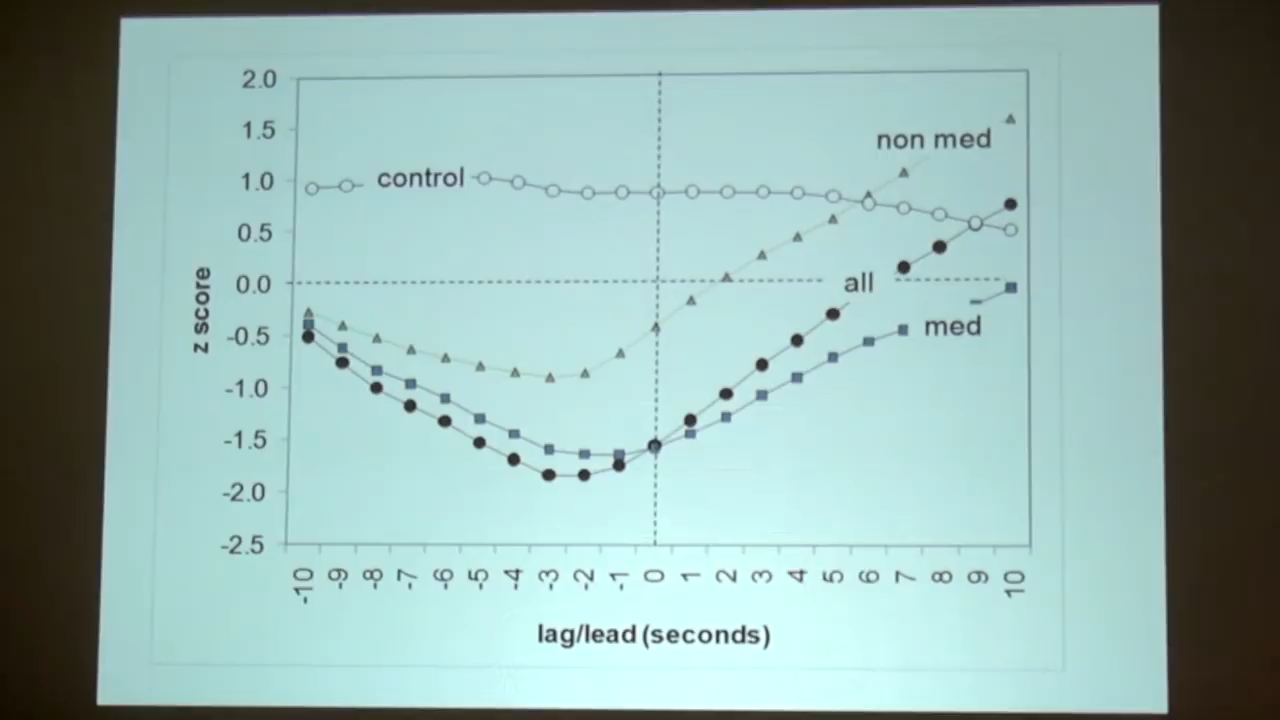 2.0
1.5
1.0
0.5
0.0
-0.5
-1.0
-1.5
-2.0
-2.5
z score
control
non med
all
med
-10 -9 -8 -7 -6 -5 -4 -3 -2 -1 0 1 2 3 4 5 6 7 8 9 10
lag/lead (seconds)